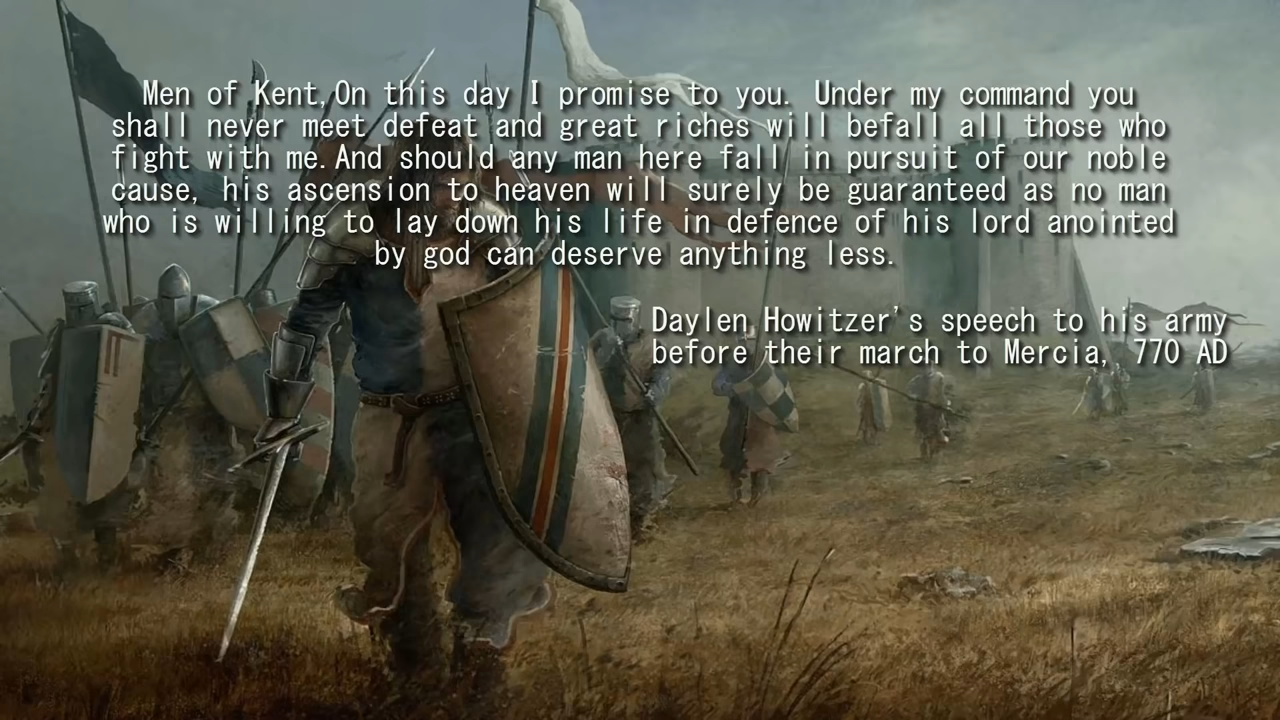 Men of Kent,On this day I promise to you. Under my command you
shall never meet defeat and great riches will befall all those who
fight with me.And should any man here fall in pursuit of our noble
cause, his ascension to heaven will surely be guaranteed as no man
who is willing to lay down his life in defence of his lord anointed
by god can deserve anything less.
Daylen Howitzer's speech to his army
before their march to Mercia, 770 AD